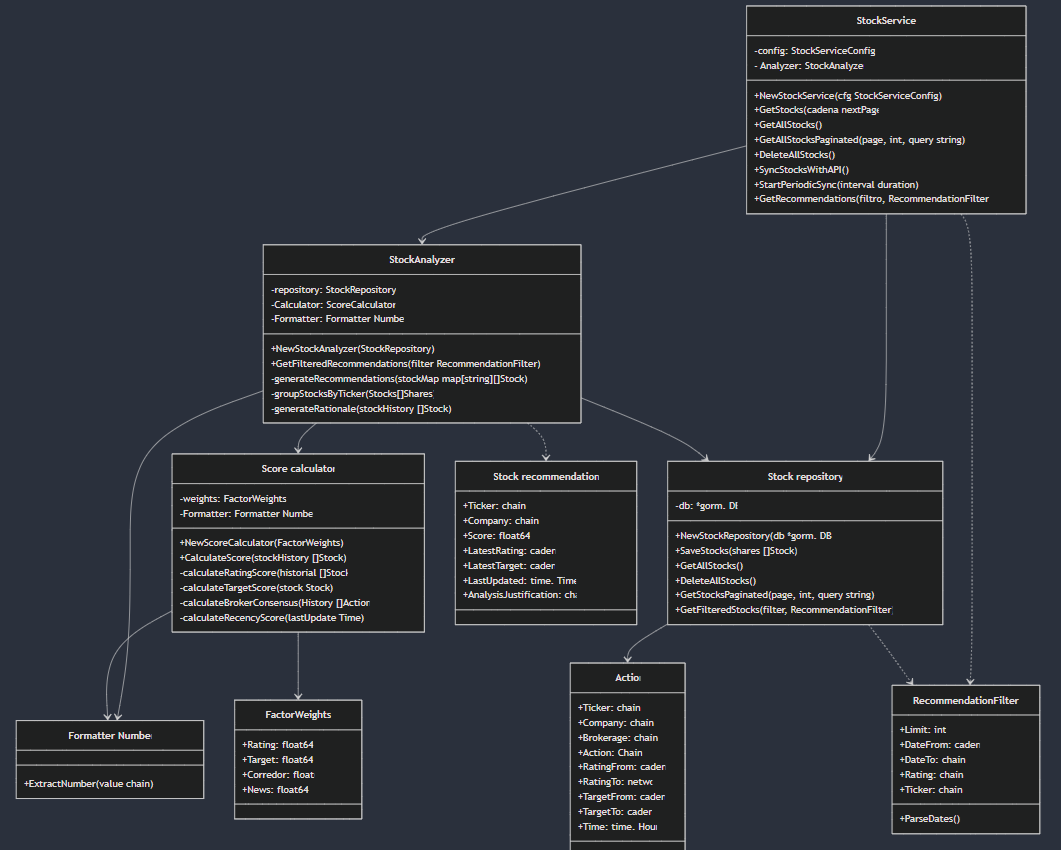 StockService
-config: StockServiceConfig
- Analyzer: StockAnalyze
+NewStockService(cfg StockServiceConfig)
+GetStocks(cadena nextPage
+GetAllStocks()
+GetAllStocksPaginated(page, int, query string)
+DeleteAllStocks()
+SyncStocksWithAPI()
+StartPeriodicSync(interval duration)
+GetRecommendations(filtro, RecommendationFilter
StockAnalyzer
-repository: StockRepository
-Calculator: ScoreCalculator
-Formatter: Formatter Numbe
+NewStockAnalyzer(StockRepository)
+GetFilteredRecommendations(filter RecommendationFilter)
-generateRecommendations(stockMap map[string][]Stock)
-groupStocksByTicker(Stocks[]Shares
-generateRationale(stockHistory []Stock)
Score calculator
-weights: FactorWeights
-Formatter: Formatter Numbe
+NewScoreCalculator(FactorWeights)
+CalculateScore(stockHistory []Stock)
-calculateRatingScore(historial []Stock
-calculateTargetScore(stock Stock)
-calculateBrokerConsensus(History []Action
-calculateRecencyScore(lastUpdate Time)
Stock recommendation
+Ticker: chain
+Company: chain
+Score: float64
+LatestRating: cader
+LatestTarget: cader
+LastUpdated: time. Time
+AnalysisJustification: cha
Stock repository
-db: *gorm. DB
+NewStockRepository(db *gorm. DB
+SaveStocks(shares []Stock)
+GetAllStocks()
+DeleteAllStocks()
+GetStocksPaginated(page, int, query string)
+GetFilteredStocks(filter, RecommendationFilter
Formatter Number
+ExtractNumber(value chain)
FactorWeights
+Rating: float64
+Target: float64
+Corredor: float
+News: float64
Action
+Ticker: chain
+Company: chain
+Brokerage: chain
+Action: Chain
+RatingFrom: cader
+RatingTo: netwo
+TargetFrom: cader
+TargetTo: cader
+Time: time. Hour
RecommendationFilter
+Limit: int
+DateFrom: caden
+DateTo: chain
+Rating: chain
+Ticker: chain
+ParseDates()